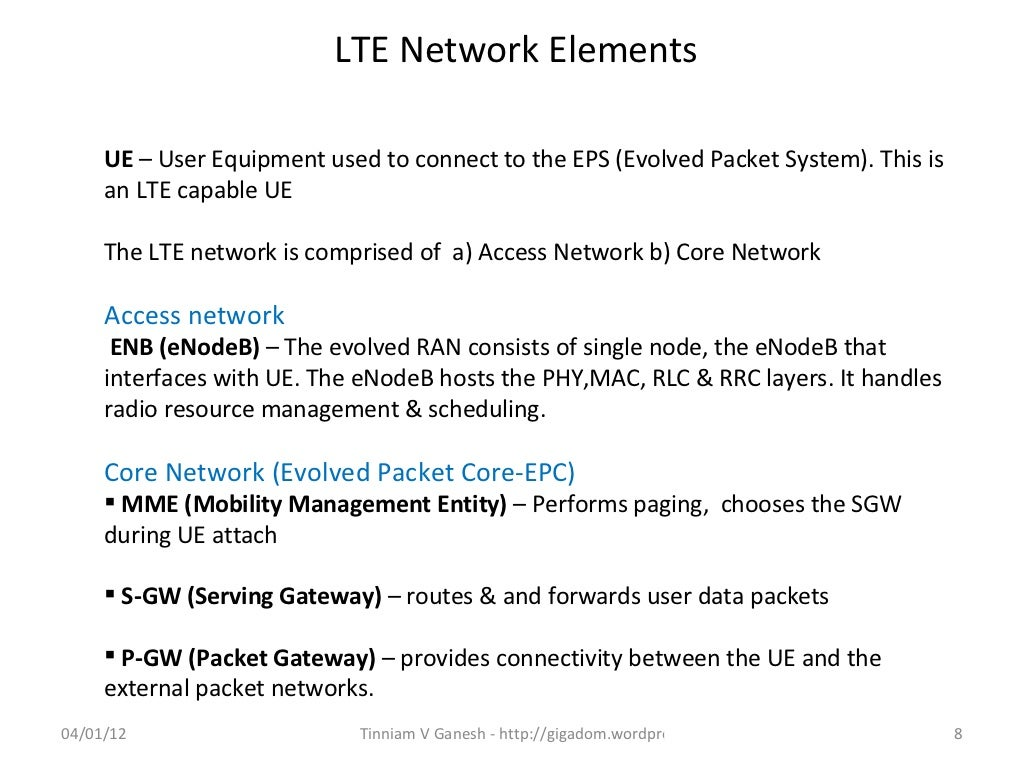 LTE Network Elements
UE – User Equipment used to connect to the EPS (Evolved Packet System). This is
an LTE capable UE
The LTE network is comprised of  a) Access Network b) Core Network
Access network
ENB (eNodeB) – The evolved RAN consists of single node, the eNodeB that
interfaces with UE. The eNodeB hosts the PHY,MAC, RLC & RRC layers. It handles
radio resource management & scheduling.
Core Network (Evolved Packet Core-EPC)
▪ MME (Mobility Management Entity) – Performs paging,  chooses the SGW
during UE attach
▪ S-GW (Serving Gateway) – routes & and forwards user data packets
▪ P-GW (Packet Gateway) – provides connectivity between the UE and the
external packet networks.
04/01/12
Tinniam V Ganesh - http://gigadom.wordpre
8